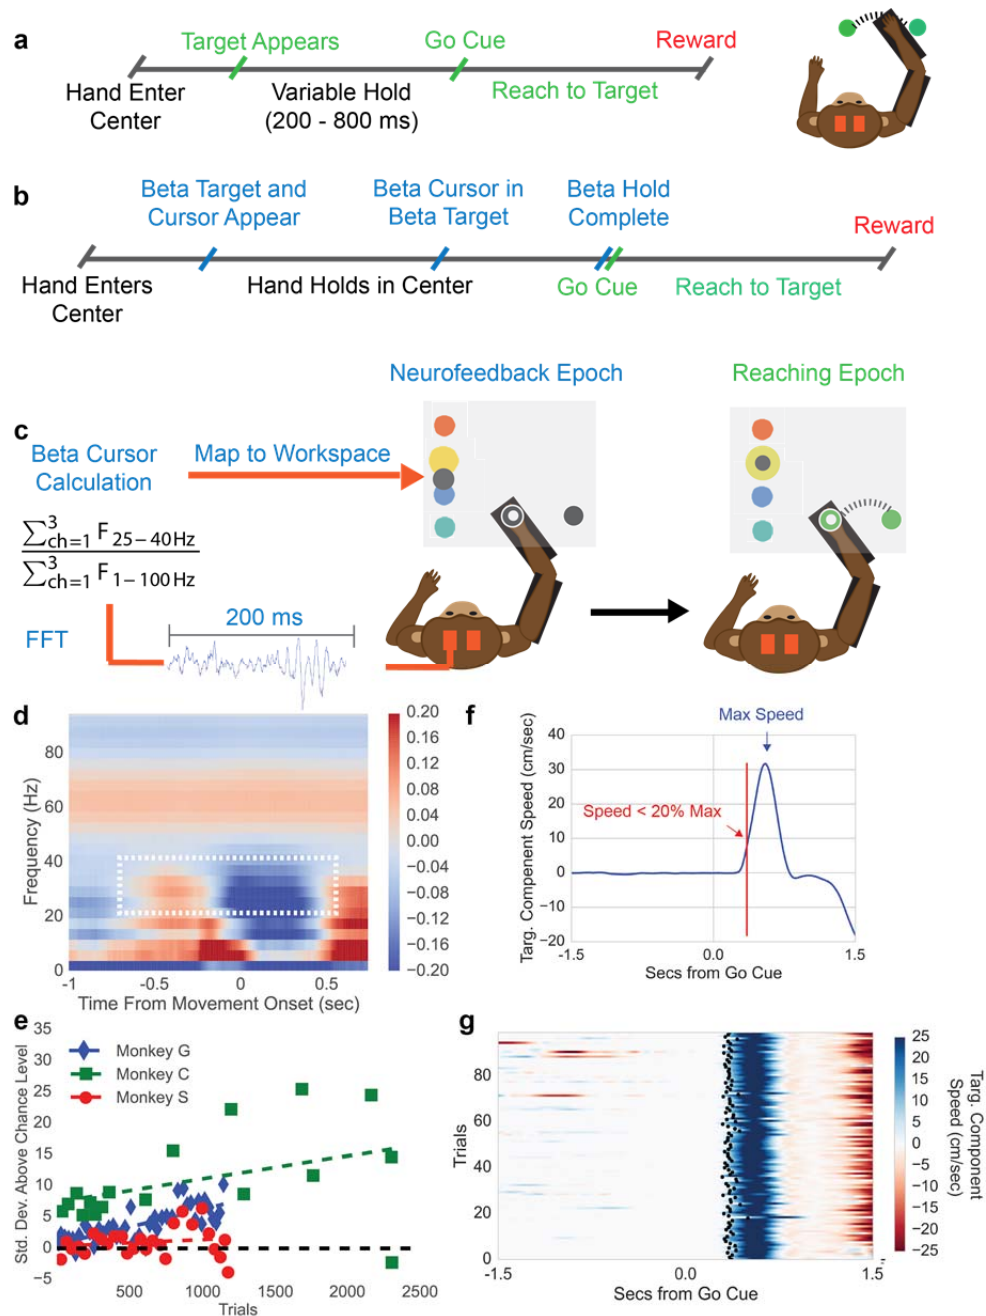 a
Target Appears
Go Cue
Reward
Hand Enter
Center
Variable Hold
(200 - 800 ms)
Reach to Target
b
Beta Target and
Cursor Appear
Beta Cursor in
Beta Target
Beta Hold
Complete
Reward
Hand Enters
Center
Hand Holds in Center
Go Cue
Reach to Target
Neurofeedback Epoch
Reaching Epoch
c
Beta Cursor
Calculation
Map to Workspace
∑³ch=1 F 25–40 Hz
∑³ch=1 F 1–100 Hz
FFT
200 ms
d
80
60
40
20
0
Frequency (Hz)
-1
-0.5
0
0.5
Time From Movement Onset (sec)
0.20
0.16
0.12
0.08
0.04
0.00
−0.04
−0.08
−0.12
−0.16
−0.20
f
Max Speed
Speed < 20% Max
40
30
20
10
0
−10
−20
Targ. Compenent Speed (cm/sec)
-1.5
0.0
1.5
Secs from Go Cue
e
35
30
25
20
15
10
5
0
−5
Std. Dev. Above Chance Level
Monkey G
Monkey C
Monkey S
500
1000
1500
2000
2500
Trials
g
80
60
40
20
0
Trials
-1.5
0.0
1.5
Secs from Go Cue
25
20
15
10
5
0
−5
−10
−15
−20
−25
Targ. Component
Speed (cm/sec)